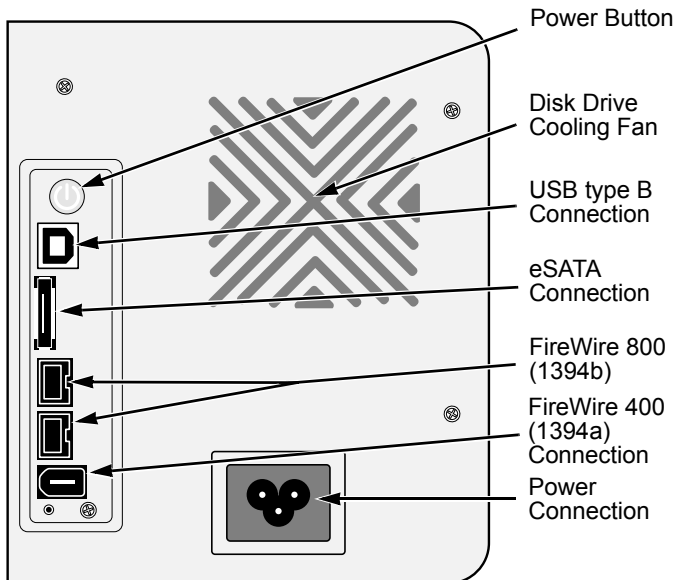 Power Button
Disk Drive
Cooling Fan
USB type B
Connection
eSATA
Connection
FireWire 800
(1394b)
FireWire 400
(1394a)
Connection
Power
Connection